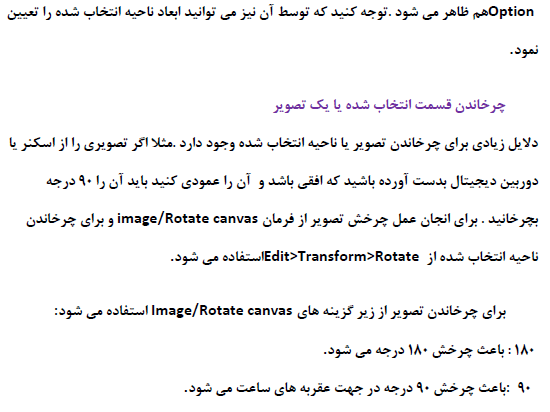 Optionهم ظاهر می شود .توجه کنید که توسط آن نیز می توانید ابعاد ناحیه انتخاب شده را تعیین
نمود.
چرخاندن قسمت انتخاب شده یا یک تصویر
دلایل زیادی برای چرخاندن تصویر یا ناحیه انتخاب شده وجود دارد .مثلا اگر تصویری را از اسکنر یا
دوربین دیجیتال بدست آورده باشید که افقی باشد و آن را عمودی کنید باید آن را ۹۰ درجه
بچرخانید . برای انجان عمل چرخش تصویر از فرمان image/Rotate canvas و برای چرخاندن
ناحیه انتخاب شده از Edit>Transform>Rotateاستفاده می شود.
برای چرخاندن تصویر از زیر گزینه های Image/Rotate canvas استفاده می شود:
۱۸۰ : باعث چرخش ۱۸۰ درجه می شود.
۹۰ :باعث چرخش ۹۰ درجه در جهت عقربه های ساعت می شود.